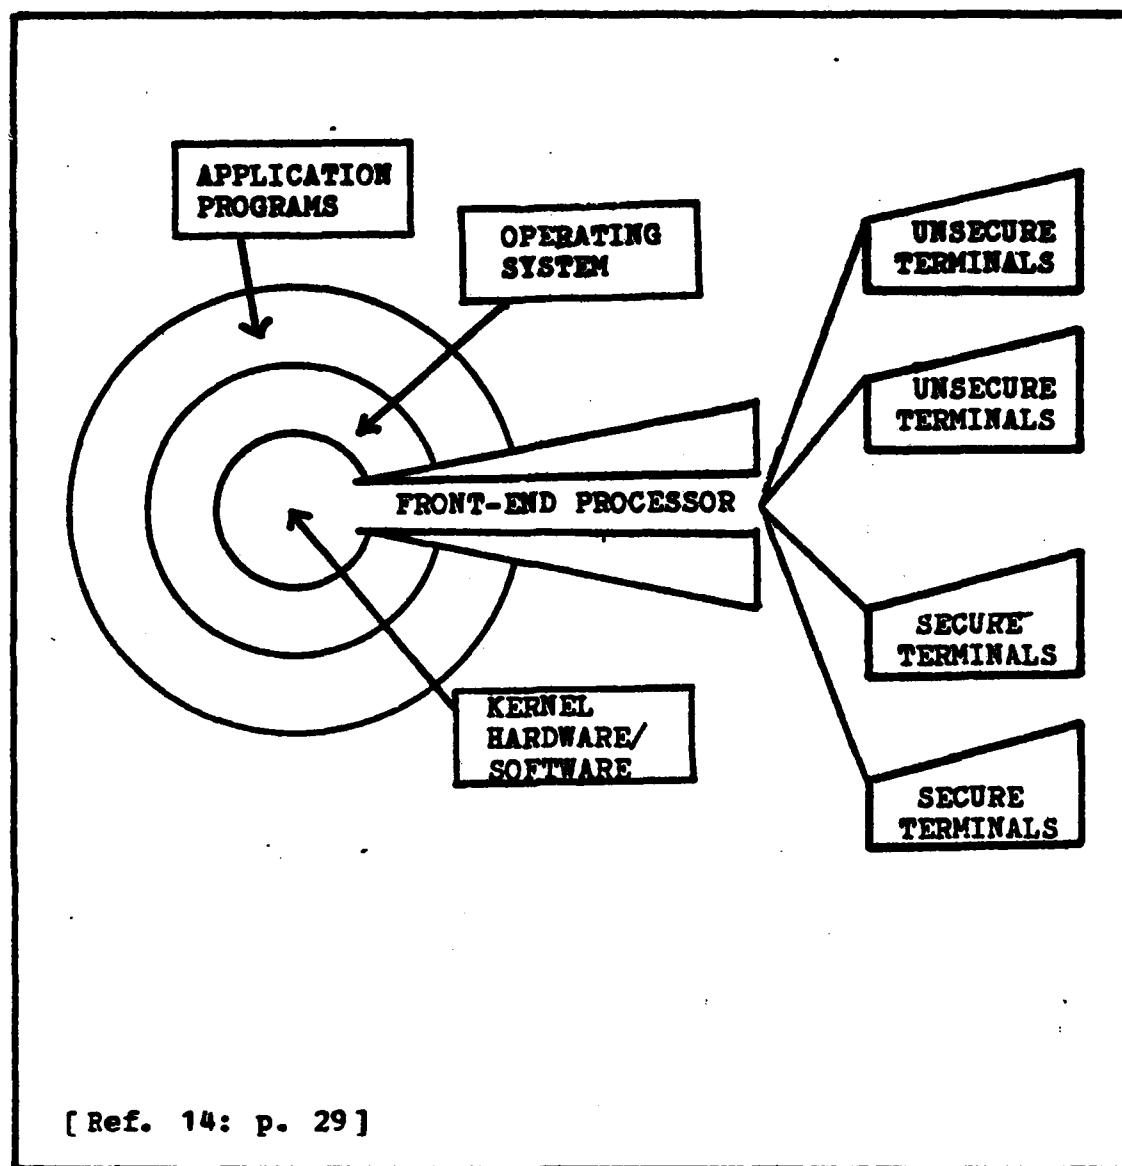 APPLICATION
PROGRAMS
OPERATING
SYSTEM
UNSECURE
TERMINALS
UNSECURE
TERMINALS
FRONT-END PROCESSOR
SECURE
TERMINALS
KERNEL
HARDWARE/
SOFTWARE
SECURE
TERMINALS
[Ref. 14: p. 29]